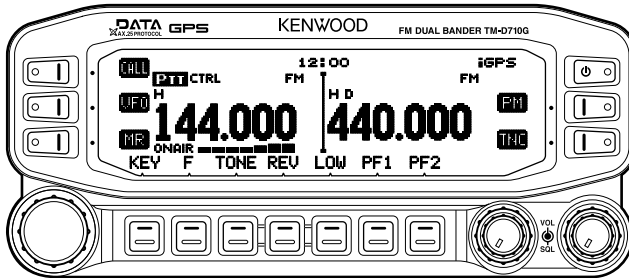 DATA GPS KENWOOD FM DUAL BANDER TM-D710G
AX.25 PROTOCOL
CALL 12:00 iGPS
PTT CTRL FM FM
VFO H H D PM
144.000 440.000
MR TNC
ONAIR
KEY F TONE REV LOW PF1 PF2
VOL
SQL